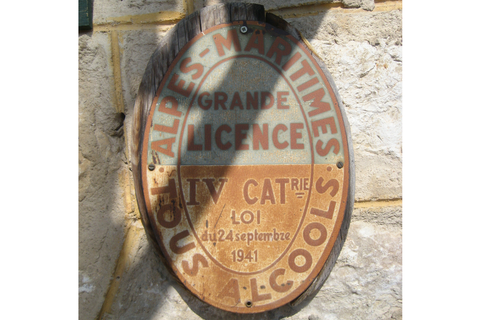 ALPES-MARITIMES
GRANDE
LICENCE
IV CATRIE
LOI
du 24 septembre
1941
TOUS ALCOOLS
A·L·C